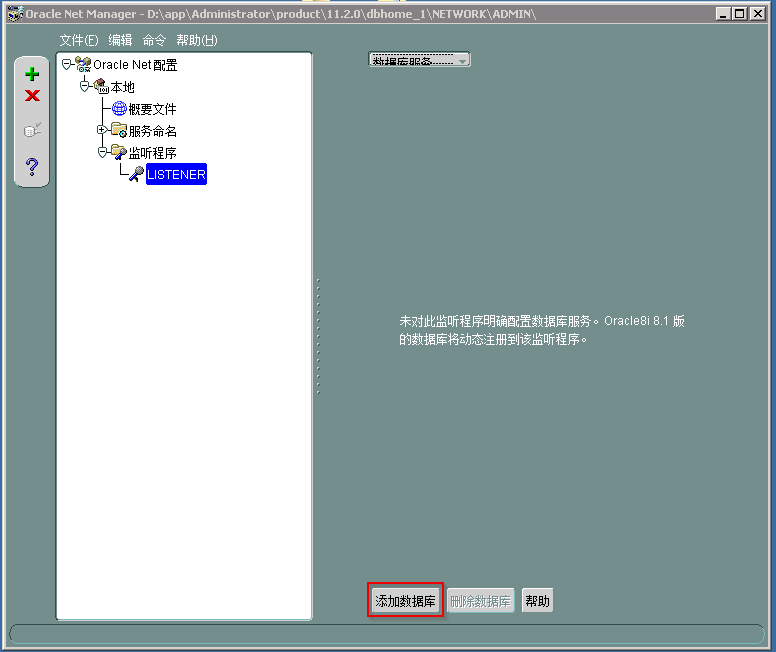 Oracle Net Manager - D:\app\Administrator\product\11.2.0\dbhome_1\NETWORK\ADMIN\
文件(F) 编辑 命令 帮助(H)
Oracle Net 配置
本地
概要文件
服务命名
监听程序
LISTENER
数据库服务
未对此监听程序明确配置数据库服务。Oracle8i 8.1 版
的数据库将动态注册到该监听程序。
添加数据库 删除数据库 帮助